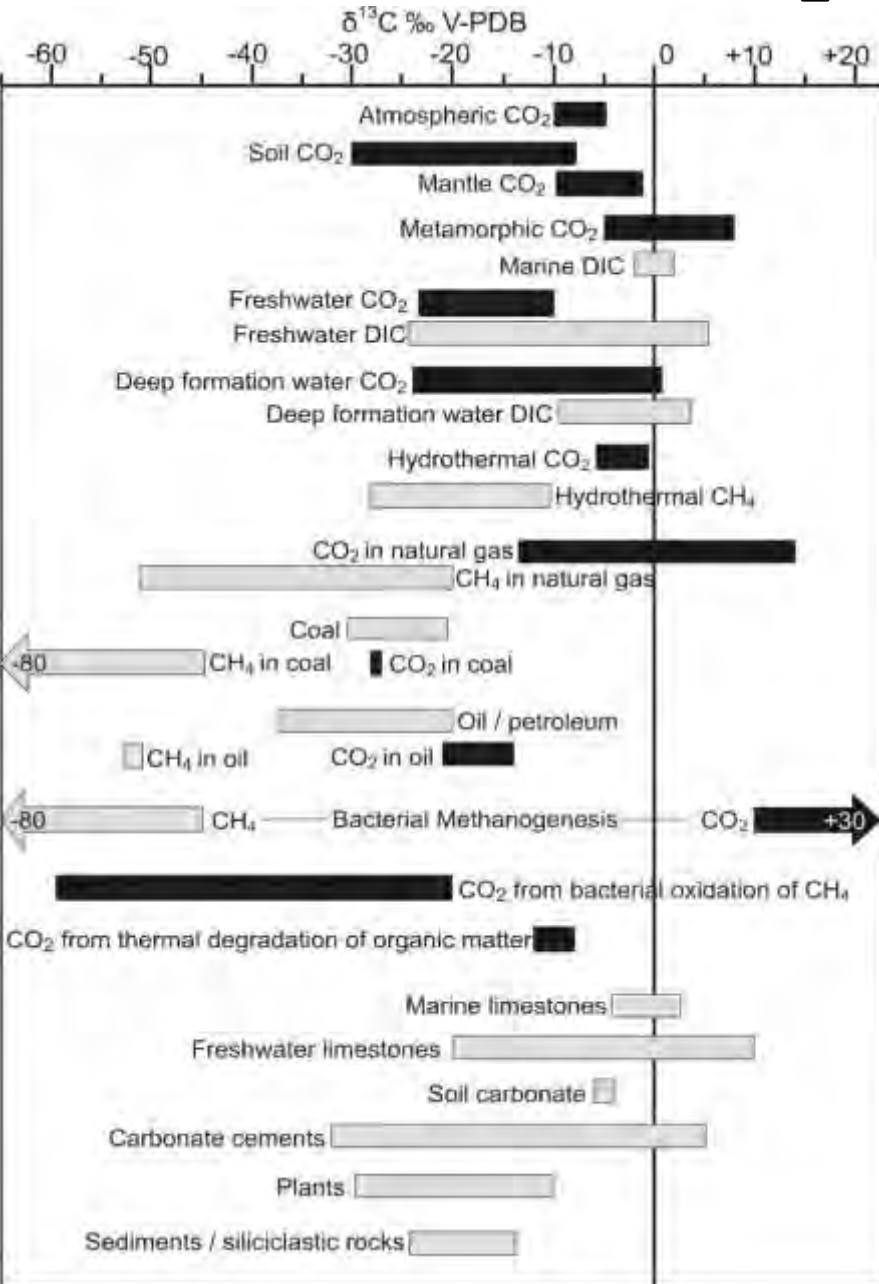 δ¹³C ‰ V-PDB
-60 -50 -40 -30 -20 -10 0 +10 +20
Atmospheric CO₂
Soil CO₂
Mantle CO₂
Metamorphic CO₂
Marine DIC
Freshwater CO₂
Freshwater DIC
Deep formation water CO₂
Deep formation water DIC
Hydrothermal CO₂
Hydrothermal CH₄
CO₂ in natural gas
CH₄ in natural gas
Coal
-80 CH₄ in coal CO₂ in coal
Oil / petroleum
CH₄ in oil CO₂ in oil
-80 CH₄ Bacterial Methanogenesis CO₂ +30
CO₂ from bacterial oxidation of CH₄
CO₂ from thermal degradation of organic matter
Marine limestones
Freshwater limestones
Soil carbonate
Carbonate cements
Plants
Sediments / siliciclastic rocks